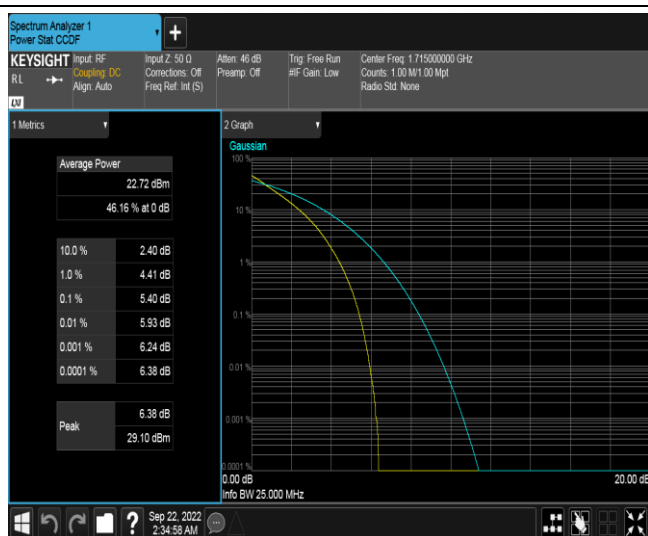 Spectrum Analyzer 1
Power Stat CCDF
+
KEYSIGHT
RL
LXI
Input: RF
Coupling: DC
Align: Auto
Input Z: 50 Ω
Corrections: Off
Freq Ref: Int (S)
Atten: 46 dB
Preamp: Off
Trig: Free Run
#IF Gain: Low
Center Freq: 1.715000000 GHz
Counts: 1.00 M/1.00 Mpt
Radio Std: None
1 Metrics
Average Power
22.72 dBm
46.16 % at 0 dB
10.0 % 2.40 dB
1.0 % 4.41 dB
0.1 % 5.40 dB
0.01 % 5.93 dB
0.001 % 6.24 dB
0.0001 % 6.38 dB
Peak
6.38 dB
29.10 dBm
2 Graph
Gaussian
100 %
10 %
1 %
0.1 %
0.01 %
0.001 %
0.0001 %
0.00 dB 20.00 dB
Info BW 25.000 MHz
?
Sep 22, 2022
2:34:58 AM